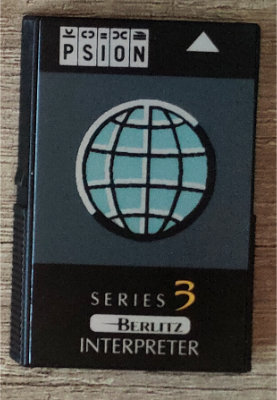 PSION
SERIES 3
BERLITZ
INTERPRETER